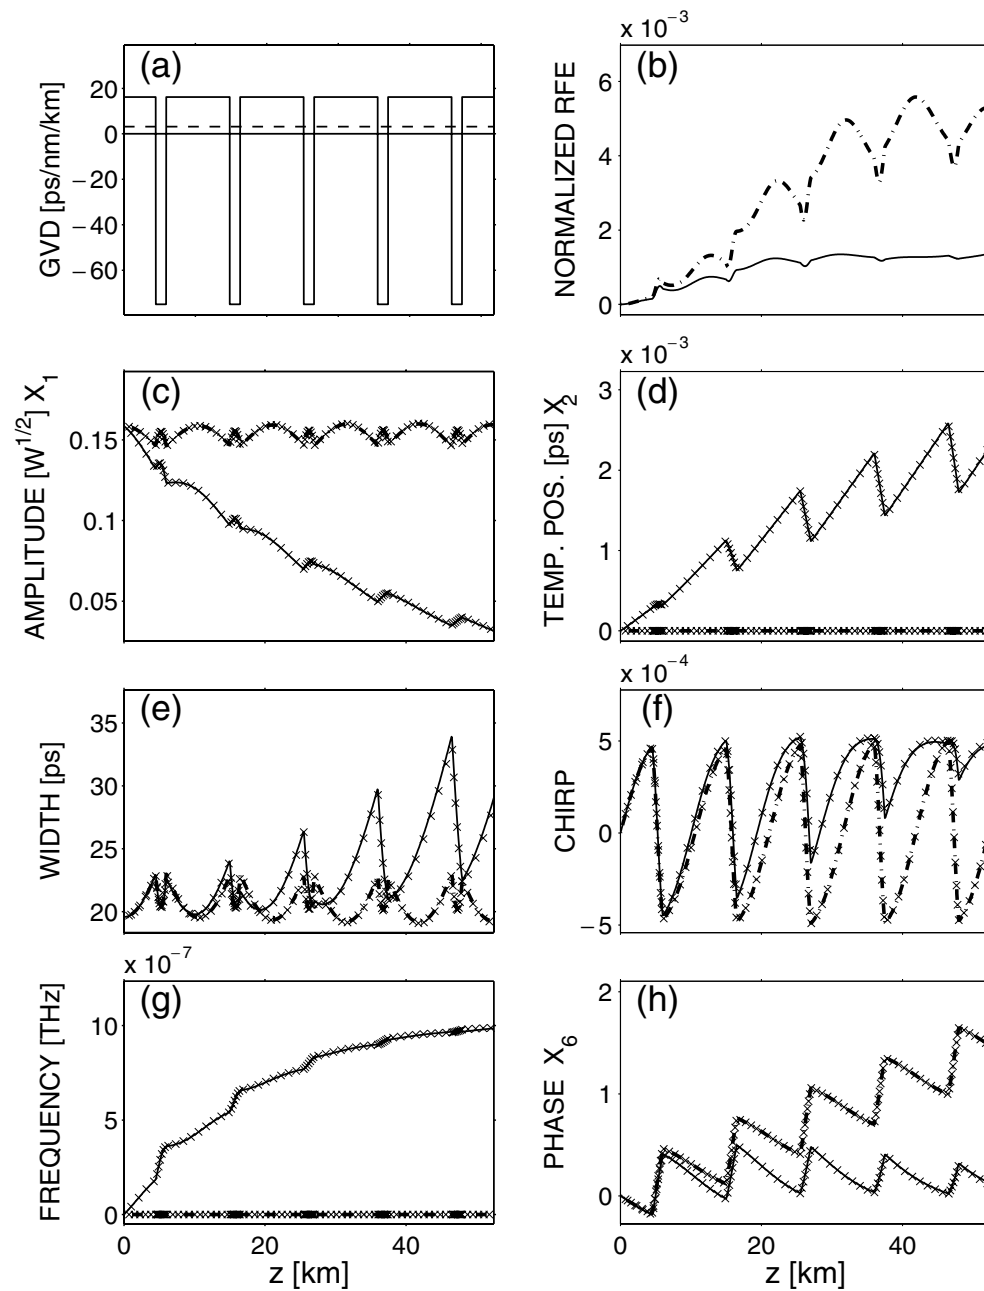 x 10⁻³
(a)
GVD [ps/nm/km]
20
0
−20
−40
−60
(b)
NORMALIZED RFE
6
4
2
0
x 10⁻³
(c)
AMPLITUDE [W^{1/2}] X₁
0.15
0.1
0.05
(d)
TEMP. POS. [ps] X₂
3
2
1
0
x 10⁻⁴
(e)
WIDTH [ps]
35
30
25
20
(f)
CHIRP
5
0
−5
x 10⁻⁷
(g)
FREQUENCY [THz]
10
5
0
0
20
40
z [km]
(h)
PHASE X₆
2
1
0
0
20
40
z [km]